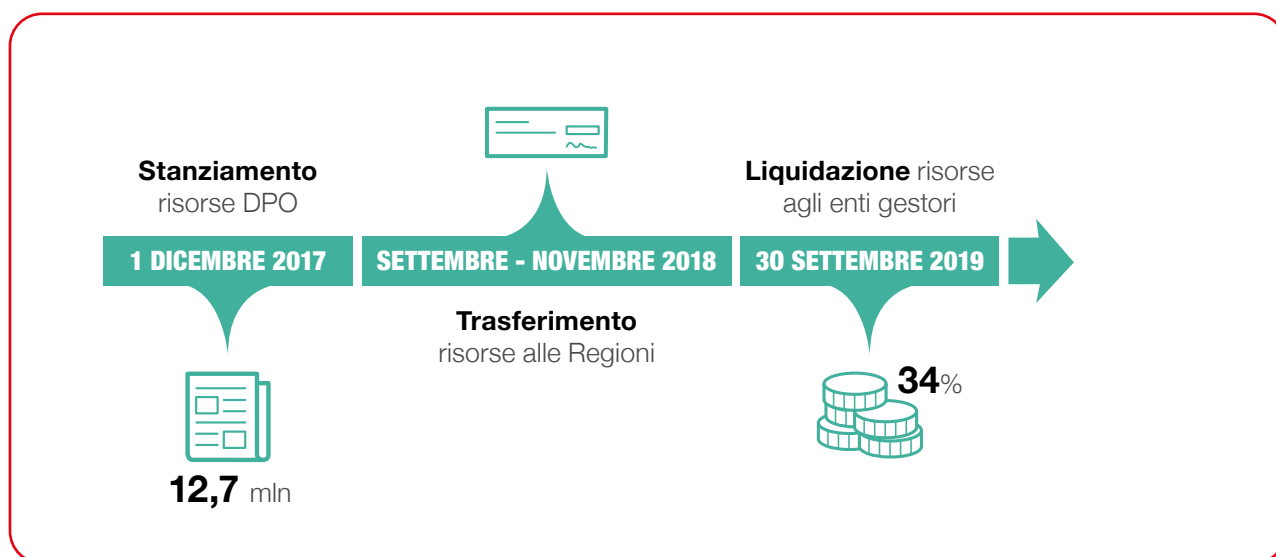 Stanziamento
risorse DPO
1 DICEMBRE 2017
12,7 mln
SETTEMBRE - NOVEMBRE 2018
Trasferimento
risorse alle Regioni
Liquidazione risorse
agli enti gestori
30 SETTEMBRE 2019
34%